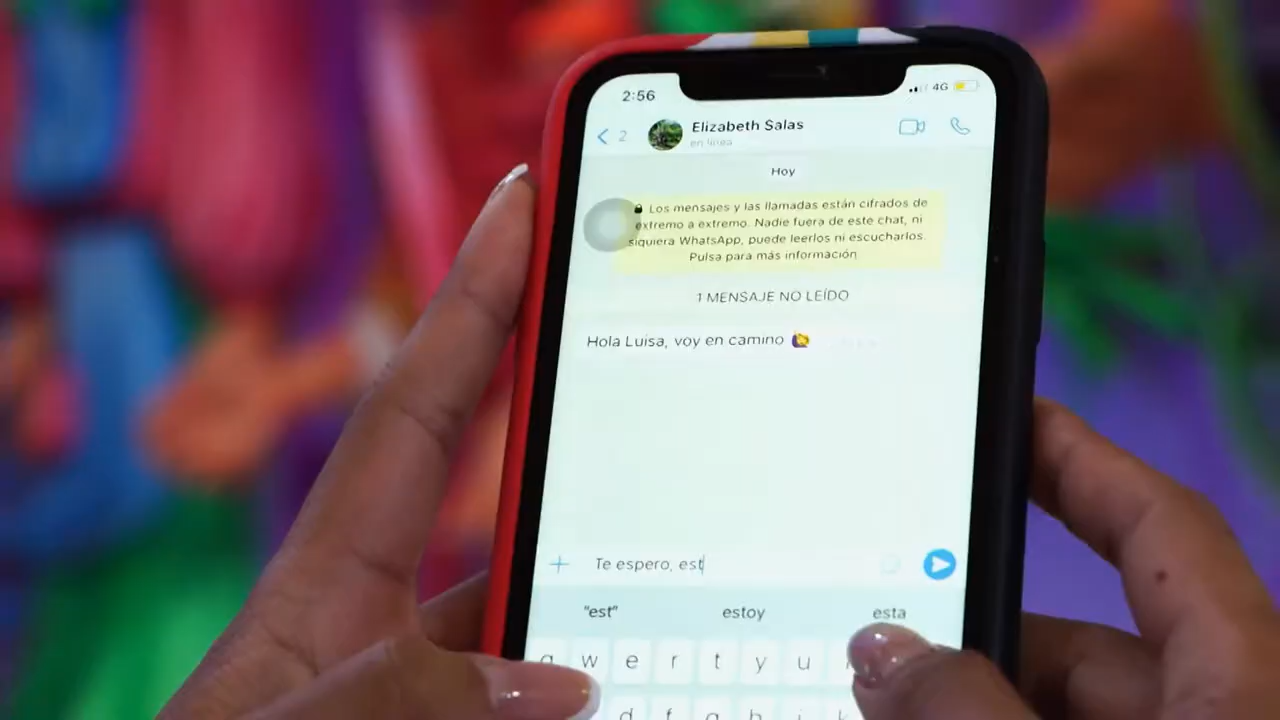 2:56
4G
2
Elizabeth Salas
en línea
Hoy
Los mensajes y las llamadas están cifrados de
extremo a extremo. Nadie fuera de este chat, ni
siquiera WhatsApp, puede leerlos ni escucharlos.
Pulsa para más información
1 MENSAJE NO LEÍDO
Hola Luisa, voy en camino
Te espero, est
"est" estoy esta
q w e r t y u
d f g h j k